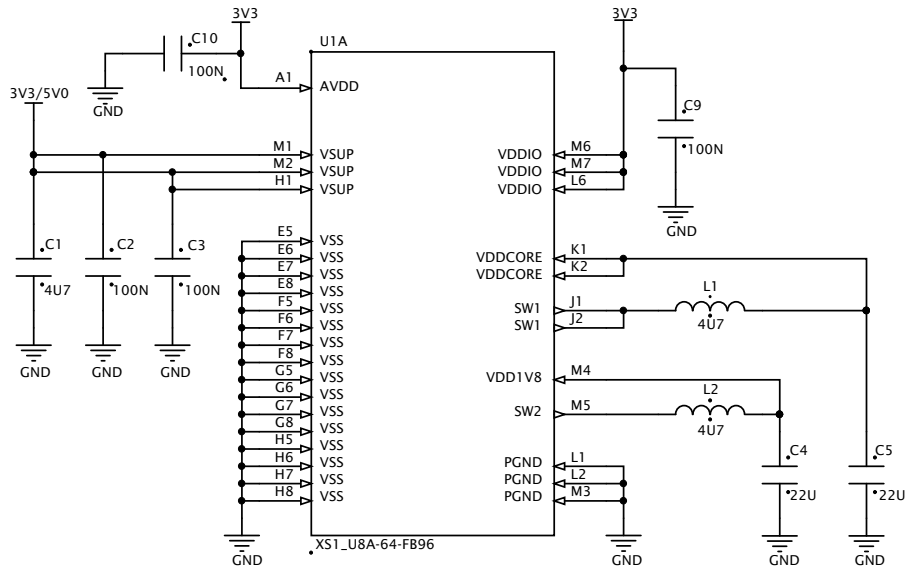 3V3
C10
100N
GND
U1A
A1
AVDD
3V3/5V0
M1
VSUP
M2
VSUP
H1
VSUP
C1
4U7
GND
C2
100N
GND
C3
100N
GND
E5
VSS
E6
VSS
E7
VSS
E8
VSS
F5
VSS
F6
VSS
F7
VSS
F8
VSS
G5
VSS
G6
VSS
G7
VSS
G8
VSS
H5
VSS
H6
VSS
H7
VSS
H8
VSS
GND
3V3
C9
100N
GND
VDDIO
M6
VDDIO
M7
VDDIO
L6
VDDCORE
K1
VDDCORE
K2
SW1
J1
SW1
J2
L1
4U7
VDD1V8
M4
SW2
M5
L2
4U7
PGND
L1
PGND
L2
PGND
M3
GND
C4
22U
GND
C5
22U
GND
XS1_U8A-64-FB96